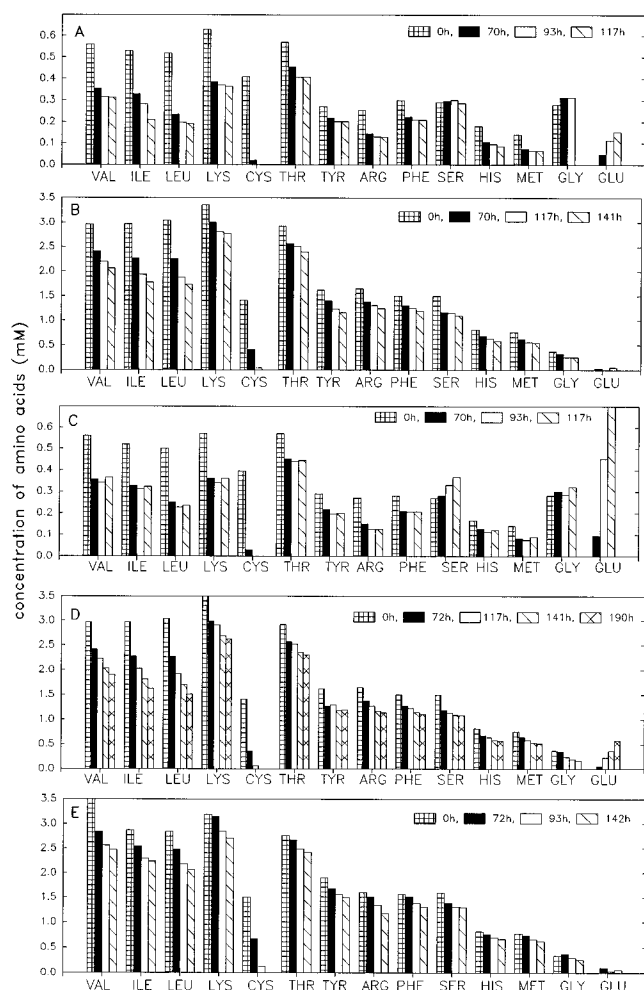 concentration of amino acids (mM)
A
0h, 70h, 93h, 117h
0.6
0.5
0.4
0.3
0.2
0.1
0.0
VAL ILE LEU LYS CYS THR TYR ARG PHE SER HIS MET GLY GLU
B
0h, 70h, 117h, 141h
3.5
3.0
2.5
2.0
1.5
1.0
0.5
0.0
VAL ILE LEU LYS CYS THR TYR ARG PHE SER HIS MET GLY GLU
C
0h, 70h, 93h, 117h
0.6
0.5
0.4
0.3
0.2
0.1
0.0
VAL ILE LEU LYS CYS THR TYR ARG PHE SER HIS MET GLY GLU
D
0h, 72h, 117h, 141h, 190h
3.5
3.0
2.5
2.0
1.5
1.0
0.5
0.0
VAL ILE LEU LYS CYS THR TYR ARG PHE SER HIS MET GLY GLU
E
0h, 72h, 93h, 142h
3.5
3.0
2.5
2.0
1.5
1.0
0.5
0.0
VAL ILE LEU LYS CYS THR TYR ARG PHE SER HIS MET GLY GLU